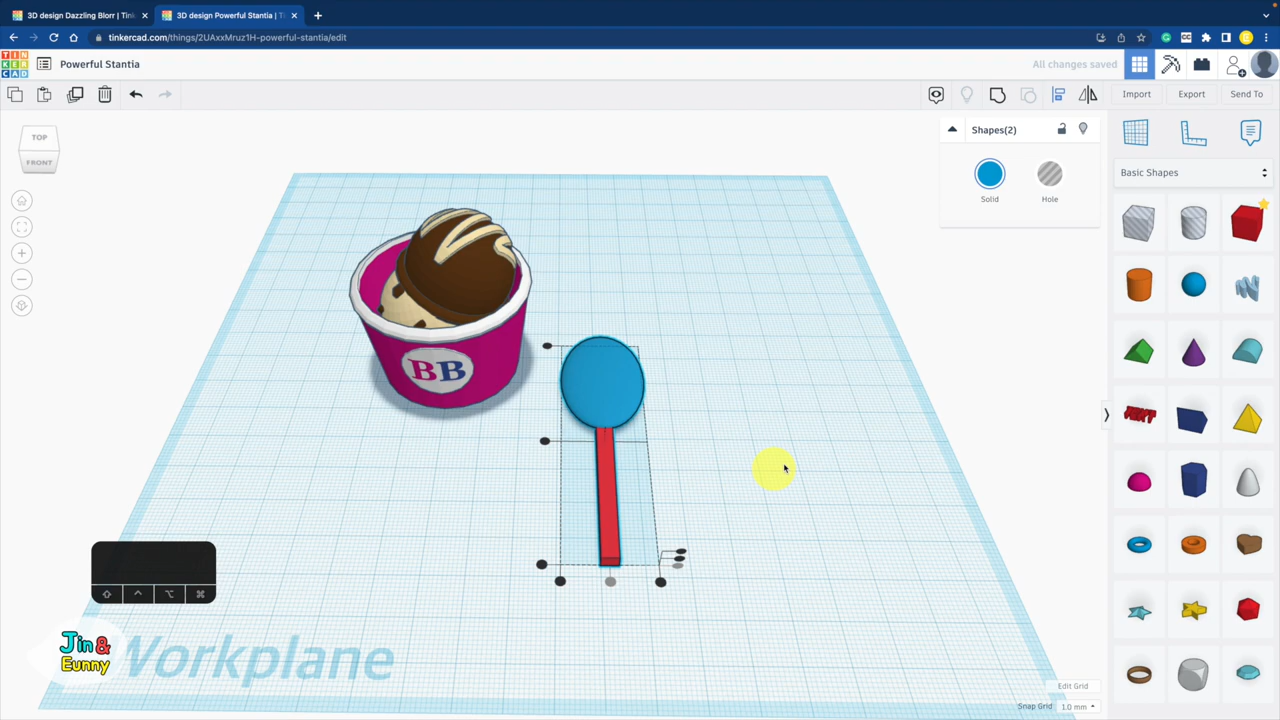 3D design Dazzling Blorr | Tink
3D design Powerful Stantia | Ti
tinkercad.com/things/2UAxxMruz1H-powerful-stantia/edit
TIN
KER
CAD
Powerful Stantia
All changes saved
Import
Export
Send To
TOP
FRONT
Shapes(2)
Solid
Hole
Basic Shapes
BB
TEXT
Jin&
Eunny
Workplane
Edit Grid
Snap Grid 1.0 mm